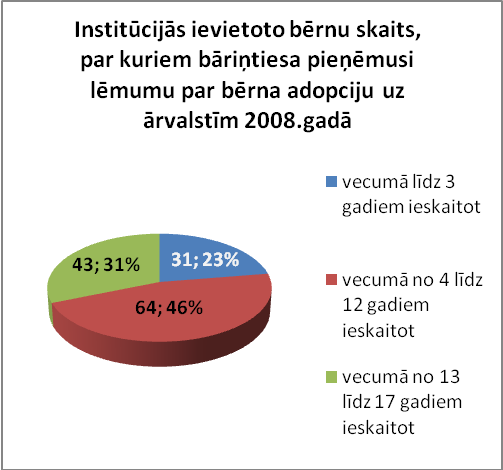 Institūcijās ievietoto bērnu skaits,
par kuriem bāriņtiesa pieņēmusi
lēmumu par bērna adopciju uz
ārvalstīm 2008.gadā
43; 31%
31; 23%
64; 46%
vecumā līdz 3
gadiem ieskaitot
vecumā no 4 līdz
12 gadiem
ieskaitot
vecumā no 13
līdz 17 gadiem
ieskaitot